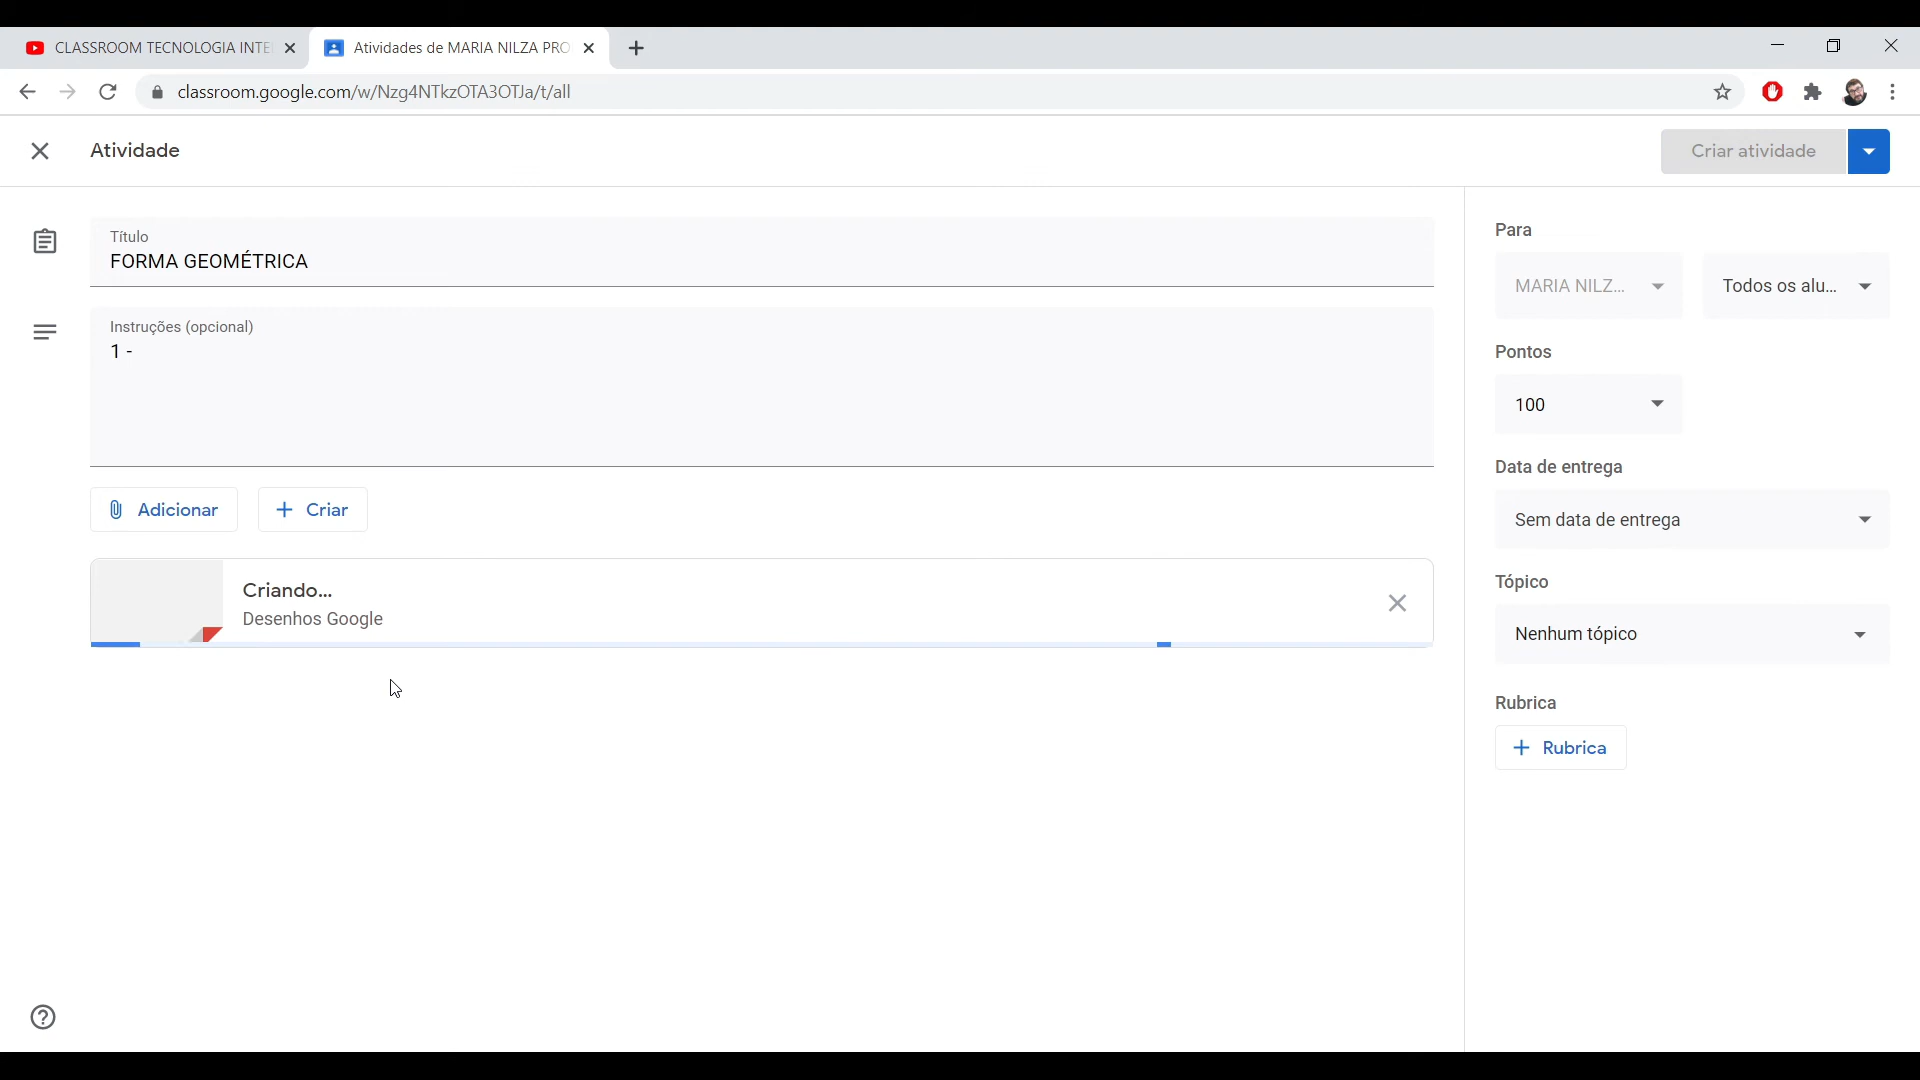 CLASSROOM TECNOLOGIA INTE
Atividades de MARIA NILZA PRO
classroom.google.com/w/Nzg4NTkzOTA3OTJa/t/all
Atividade
Criar atividade
Título
FORMA GEOMÉTRICA
Instruções (opcional)
1 -
Adicionar
Criar
Criando...
Desenhos Google
Para
MARIA NILZ...
Todos os alu...
Pontos
100
Data de entrega
Sem data de entrega
Tópico
Nenhum tópico
Rubrica
Rubrica